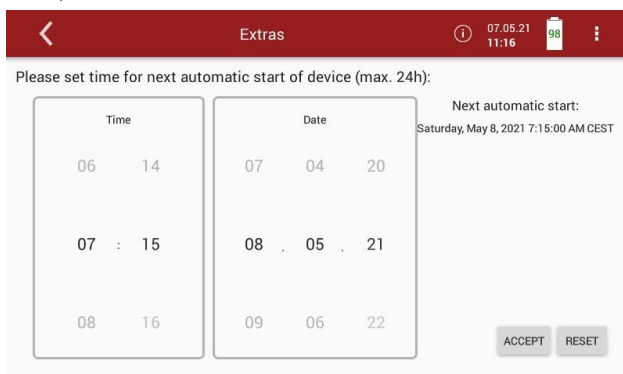 Extras
07.05.21
11:16
98
Please set time for next automatic start of device (max. 24h):
Time
06 14
07 : 15
08 16
Date
07 04 20
08 . 05 . 21
09 06 22
Next automatic start:
Saturday, May 8, 2021 7:15:00 AM CEST
ACCEPT RESET